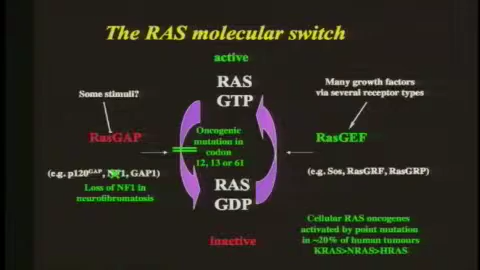 The RAS molecular switch
active
Some stimuli?
RAS
GTP
Many growth factors
via several receptor types
RasGAP
Oncogenic
mutation in
codon
12, 13 or 61
RasGEF
(e.g. p120GAP, NF1, GAP1)
Loss of NF1 in
neurofibromatosis
(e.g. Sos, RasGRF, RasGRP)
RAS
GDP
inactive
Cellular RAS oncogenes
activated by point mutation
in ~20% of human tumours
KRAS>NRAS>HRAS